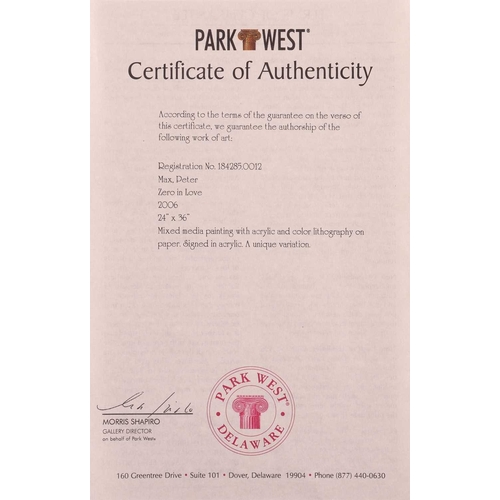 PARK WEST®
Certificate of Authenticity
According to the terms of the guarantee on the verso of
this certificate, we guarantee the authorship of the
following work of art:
Registration No. 184285.0012
Max, Peter
Zero in Love
2006
24" x 36"
Mixed media painting with acrylic and color lithography on
paper. Signed in acrylic. A unique variation.
MORRIS SHAPIRO
GALLERY DIRECTOR
on behalf of Park West®
PARK WEST®
DELAWARE
160 Greentree Drive • Suite 101 • Dover, Delaware 19904 • Phone (877) 440-0630